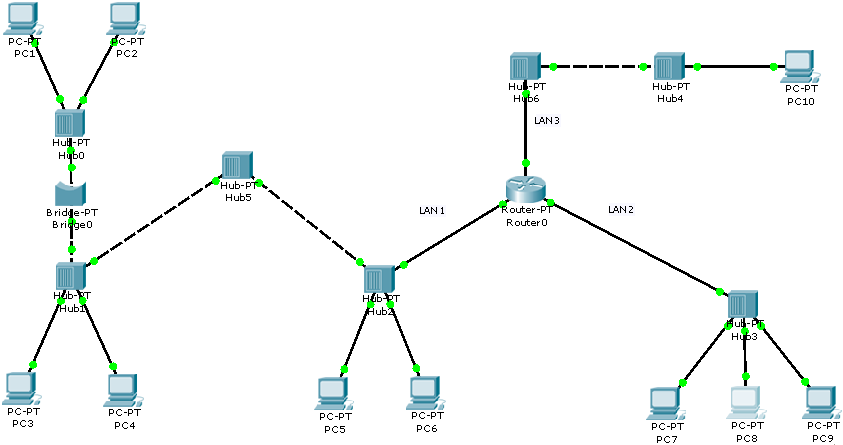 PC-PT
PC1
PC-PT
PC2
Hub-PT
Hub6
Hub-PT
Hub4
PC-PT
PC10
LAN3
Hub-PT
Hub0
Hub-PT
Hub5
Bridge-PT
Bridge0
LAN1
Router-PT
Router0
LAN2
Hub-PT
Hub1
Hub-PT
Hub2
Hub-PT
Hub3
PC-PT
PC3
PC-PT
PC4
PC-PT
PC5
PC-PT
PC6
PC-PT
PC7
PC-PT
PC8
PC-PT
PC9